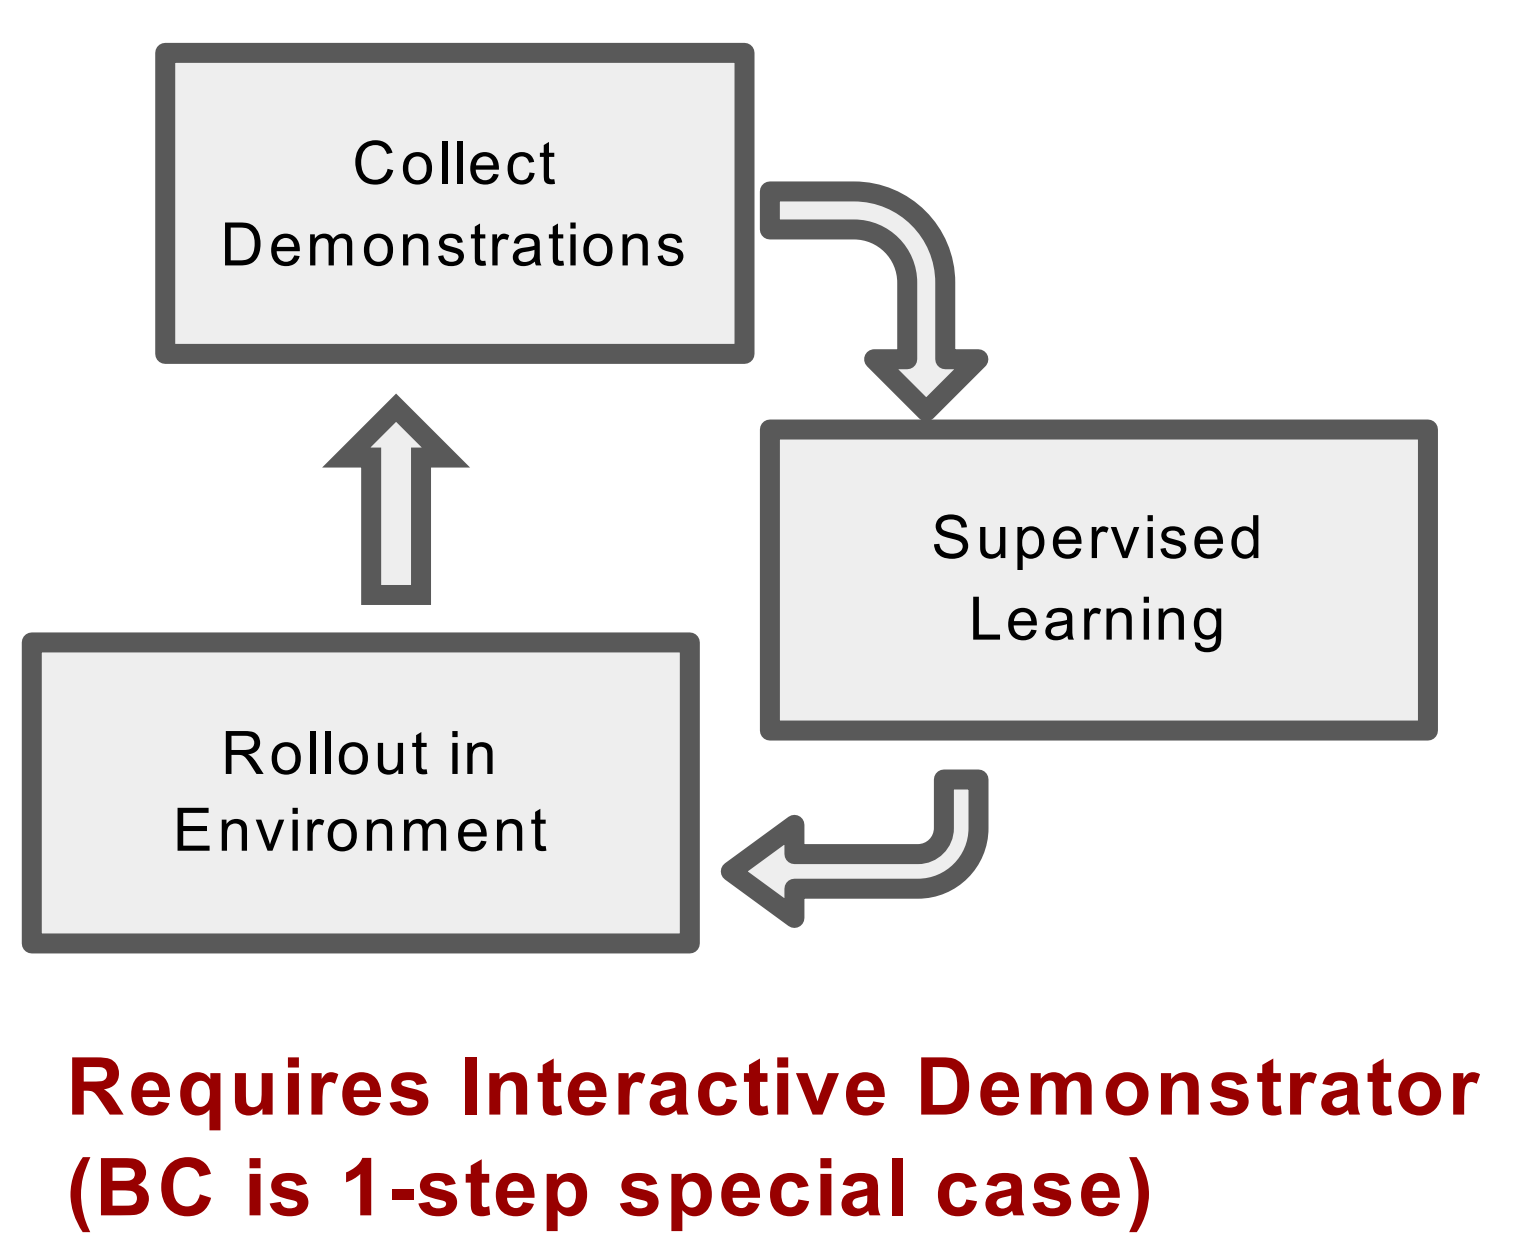 Collect
Demonstrations
Supervised
Learning
Rollout in
Environment
Requires Interactive Demonstrator
(BC is 1-step special case)